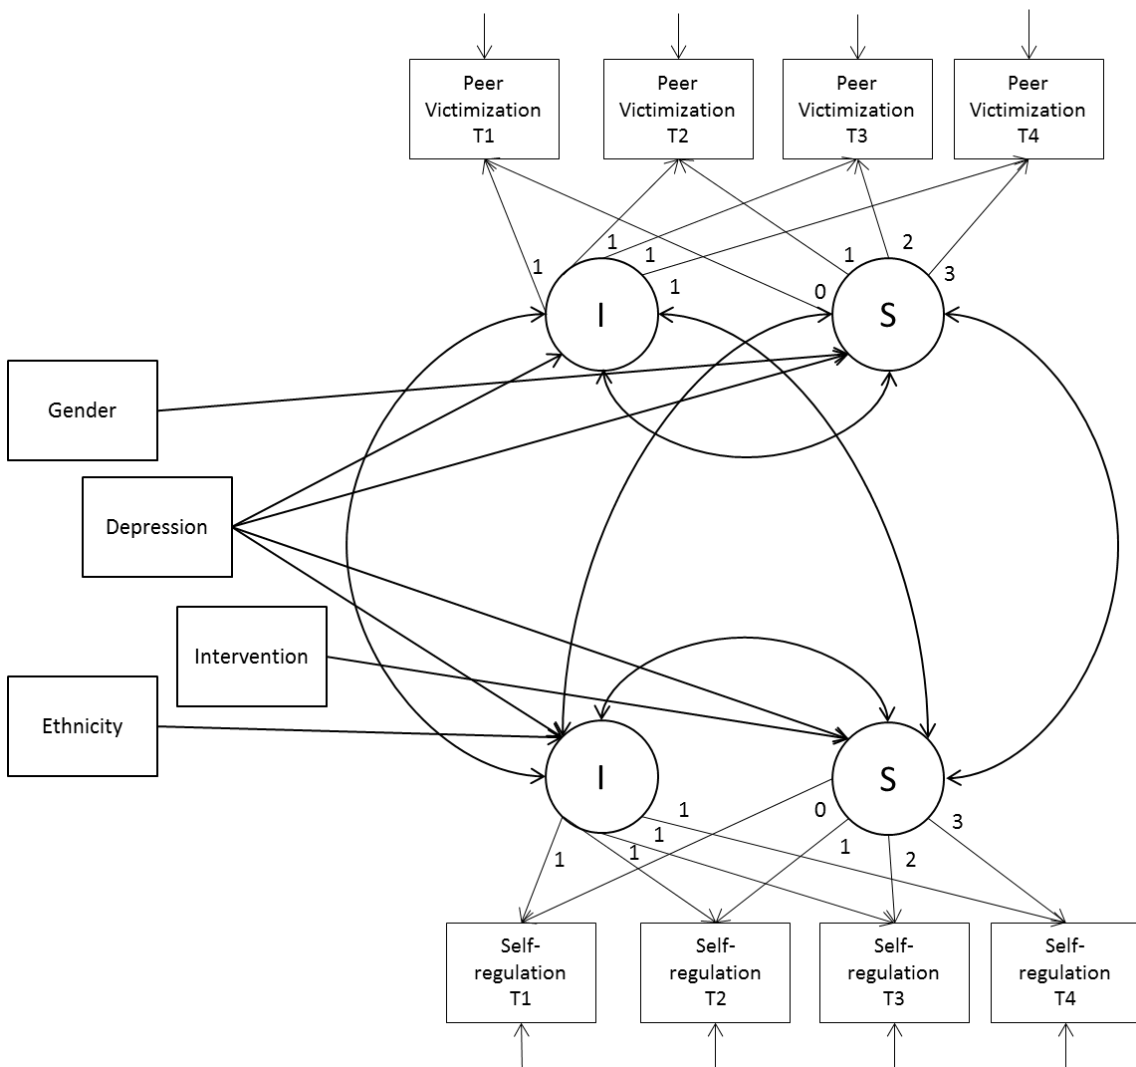 Peer
Victimization
T1
Peer
Victimization
T2
Peer
Victimization
T3
Peer
Victimization
T4
1
1
1
1
0
1
2
3
I
S
Gender
Depression
Intervention
Ethnicity
I
S
1
1
1
1
0
1
2
3
Self-
regulation
T1
Self-
regulation
T2
Self-
regulation
T3
Self-
regulation
T4